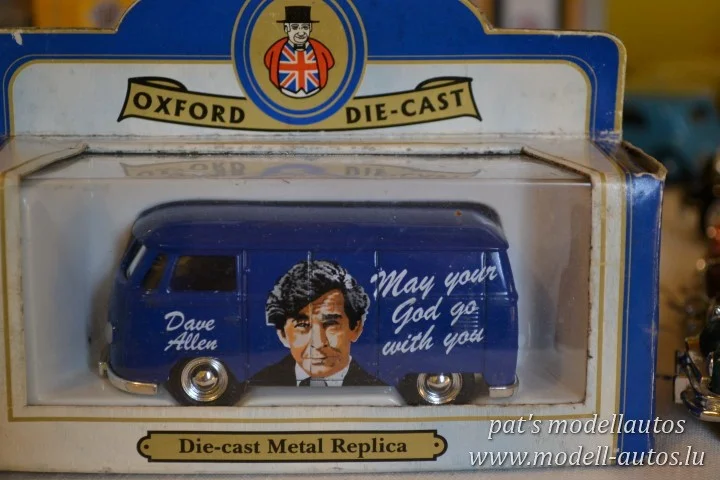 OXFORD DIE-CAST
Dave
Allen
May your
God go
with you
Die-cast Metal Replica
pat's modellautos
www.modell-autos.lu